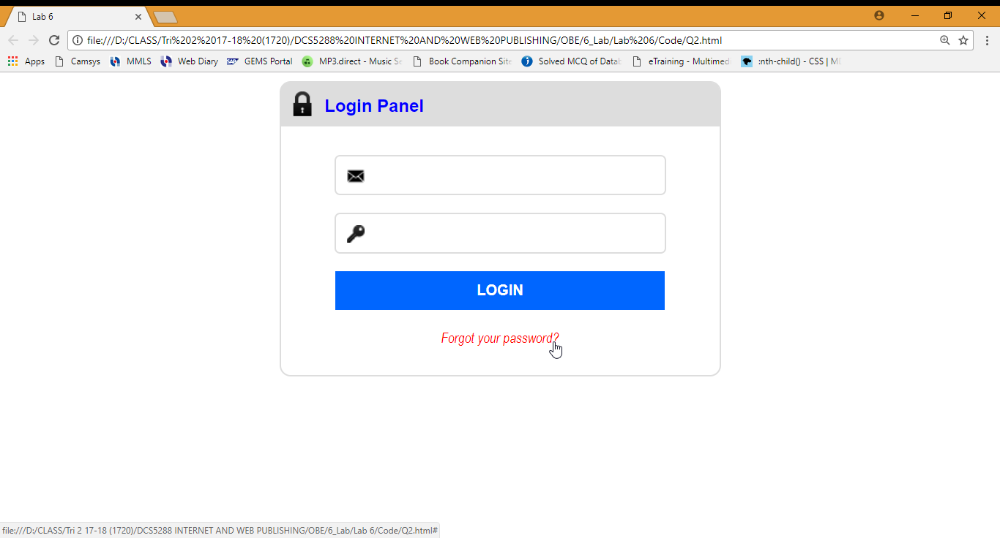 Lab 6
file:///D:/CLASS/Tri%202%2017-18%20(1720)/DCS5288%20INTERNET%20AND%20WEB%20PUBLISHING/OBE/6_Lab/Lab%206/Code/Q2.html
Apps Camsys MMLS Web Diary SAP GEMS Portal MP3.direct - Music Se Book Companion Site Solved MCQ of Datab eTraining - Multimed :nth-child() - CSS | M
Login Panel
LOGIN
Forgot your password?
file:///D:/CLASS/Tri 2 17-18 (1720)/DCS5288 INTERNET AND WEB PUBLISHING/OBE/6_Lab/Lab 6/Code/Q2.html#